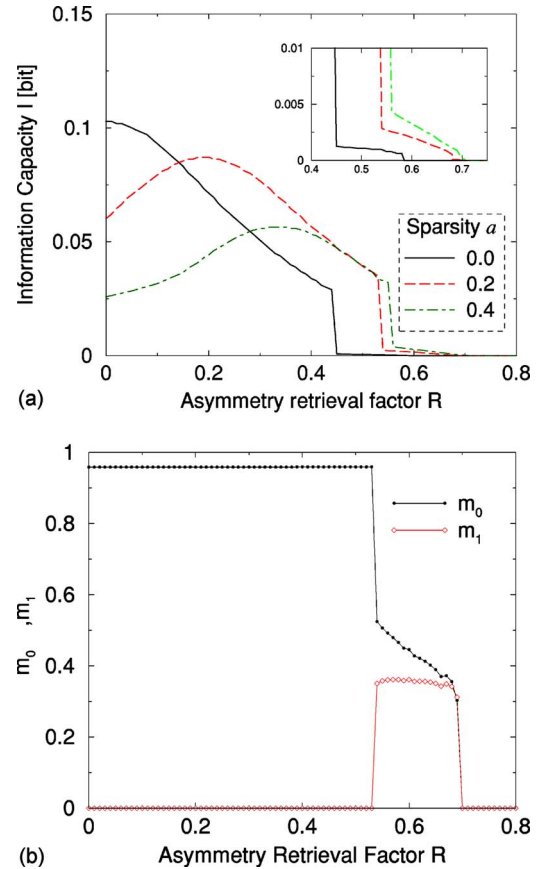 0.15
0.1
0.05
0
Information Capacity I [bit]
0.01
0.005
0
0.4 0.5 0.6 0.7
Sparsity a
0.0
0.2
0.4
0 0.2 0.4 0.6 0.8
(a) Asymmetry retrieval factor R
1
0.8
0.6
0.4
0.2
0
m0 ,m1
m0
m1
0 0.2 0.4 0.6 0.8
(b) Asymmetry Retrieval Factor R